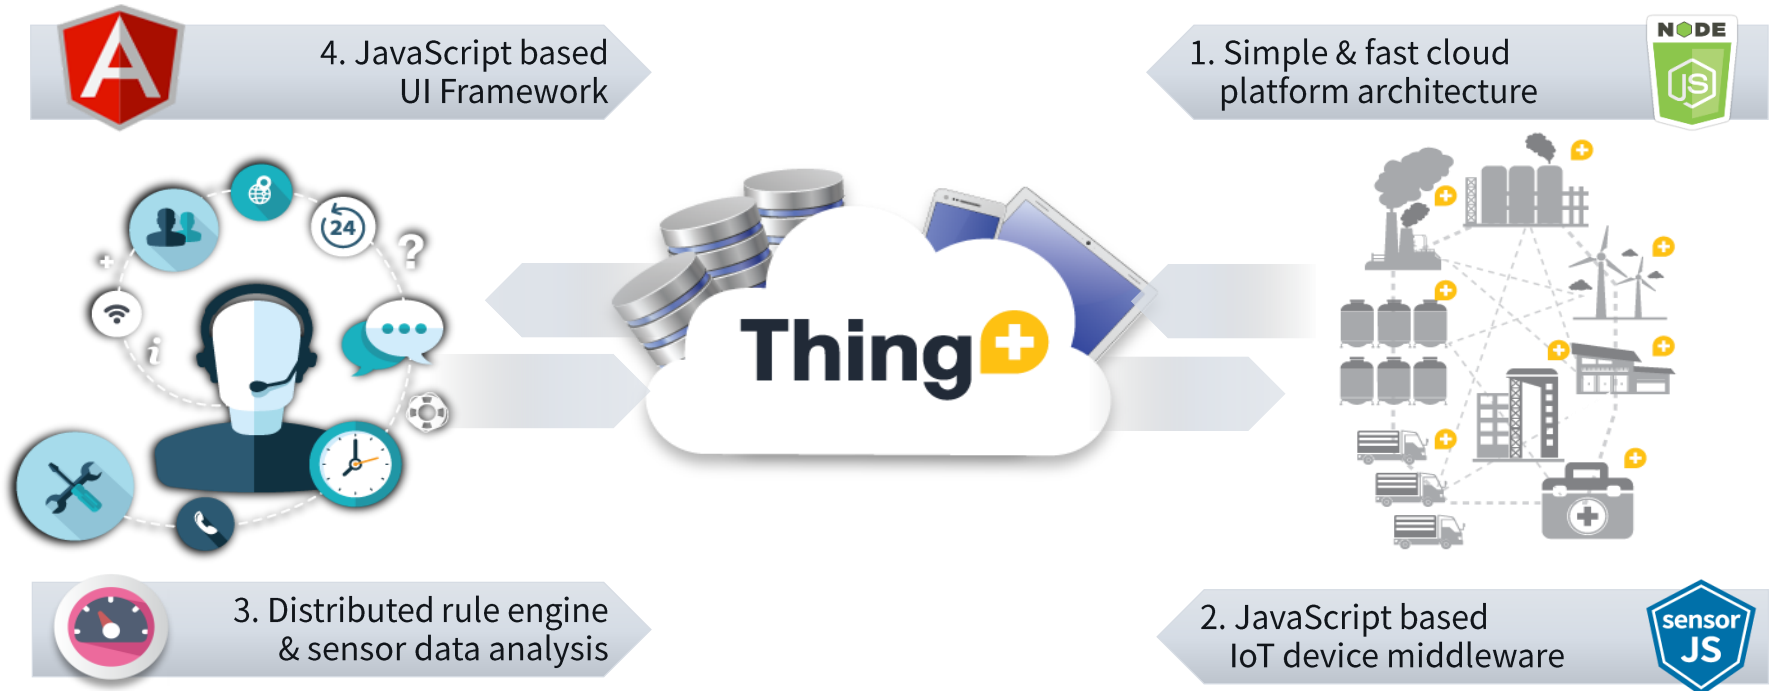 4. JavaScript based
UI Framework
1. Simple & fast cloud
platform architecture
NODE
JS
24
?
i
Thing+
3. Distributed rule engine
& sensor data analysis
2. JavaScript based
IoT device middleware
sensor
JS